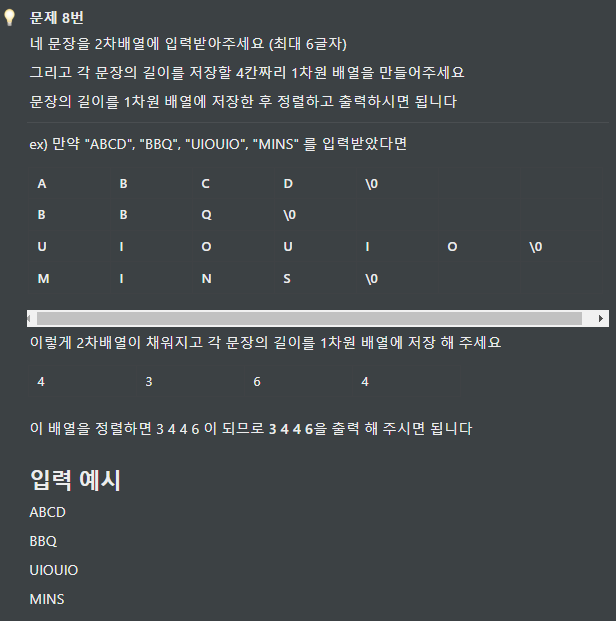 문제 8번
네 문장을 2차배열에 입력받아주세요 (최대 6글자)
그리고 각 문장의 길이를 저장할 4칸짜리 1차원 배열을 만들어주세요
문장의 길이를 1차원 배열에 저장한 후 정렬하고 출력하시면 됩니다
ex) 만약 "ABCD", "BBQ", "UIOUIO", "MINS" 를 입력받았다면
A B C D \0
B B Q \0
U I O U I O \0
M I N S \0
이렇게 2차배열이 채워지고 각 문장의 길이를 1차원 배열에 저장 해 주세요
4 3 6 4
이 배열을 정렬하면 3 4 4 6 이 되므로 3 4 4 6을 출력 해 주시면 됩니다
입력 예시
ABCD
BBQ
UIOUIO
MINS